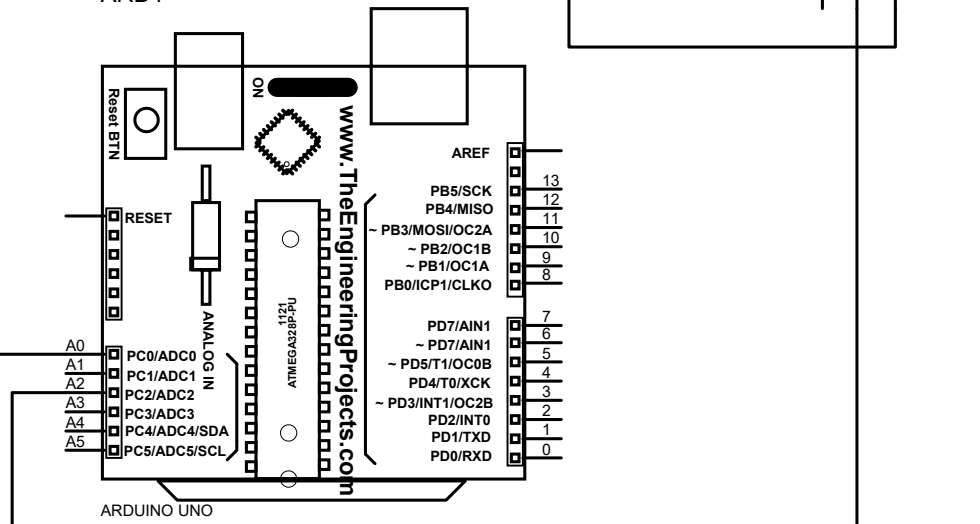 ON
Reset BTN
www.TheEngineeringProjects.com
AREF
PB5/SCK 13
PB4/MISO 12
~ PB3/MOSI/OC2A 11
~ PB2/OC1B 10
~ PB1/OC1A 9
PB0/ICP1/CLKO 8
RESET
ANALOG IN
1121
ATMEGA328P-PU
PD7/AIN1 7
~ PD7/AIN1 6
~ PD5/T1/OC0B 5
PD4/T0/XCK 4
~ PD3/INT1/OC2B 3
PD2/INT0 2
PD1/TXD 1
PD0/RXD 0
A0 PC0/ADC0
A1 PC1/ADC1
A2 PC2/ADC2
A3 PC3/ADC3
A4 PC4/ADC4/SDA
A5 PC5/ADC5/SCL
ARDUINO UNO